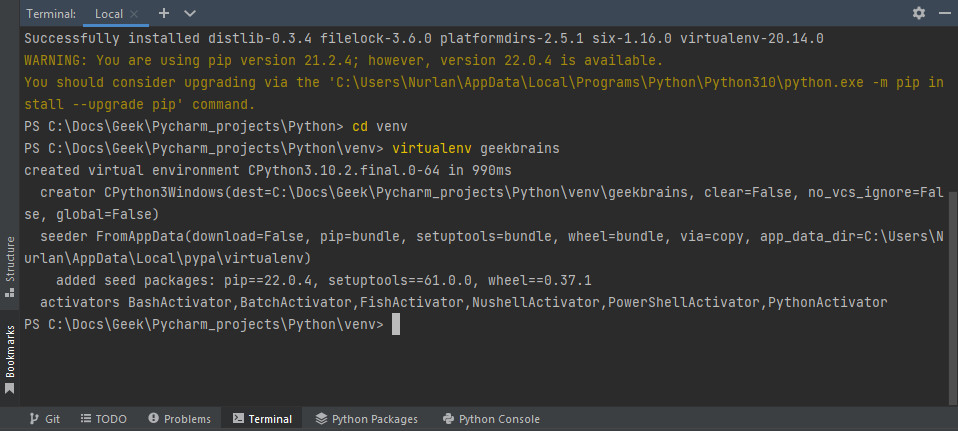 Terminal: Local × +
Successfully installed distlib-0.3.4 filelock-3.6.0 platformdirs-2.5.1 six-1.16.0 virtualenv-20.14.0
WARNING: You are using pip version 21.2.4; however, version 22.0.4 is available.
You should consider upgrading via the 'C:\Users\Nurlan\AppData\Local\Programs\Python\Python310\python.exe -m pip in
stall --upgrade pip' command.
PS C:\Docs\Geek\Pycharm_projects\Python> cd venv
PS C:\Docs\Geek\Pycharm_projects\Python\venv> virtualenv geekbrains
created virtual environment CPython3.10.2.final.0-64 in 990ms
  creator CPython3Windows(dest=C:\Docs\Geek\Pycharm_projects\Python\venv\geekbrains, clear=False, no_vcs_ignore=Fal
se, global=False)
  seeder FromAppData(download=False, pip=bundle, setuptools=bundle, wheel=bundle, via=copy, app_data_dir=C:\Users\N
urlan\AppData\Local\pypa\virtualenv)
    added seed packages: pip==22.0.4, setuptools==61.0.0, wheel==0.37.1
  activators BashActivator,BatchActivator,FishActivator,NushellActivator,PowerShellActivator,PythonActivator
PS C:\Docs\Geek\Pycharm_projects\Python\venv>
Structure
Bookmarks
Git TODO Problems Terminal Python Packages Python Console